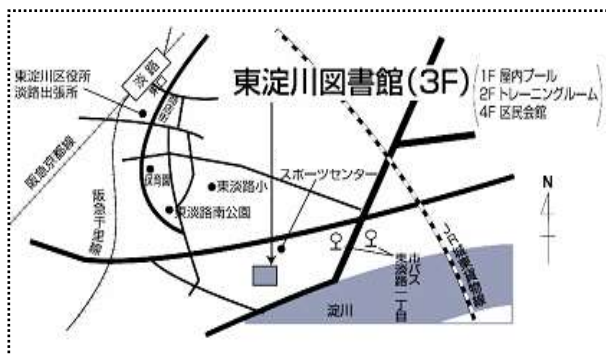 淡路
東淀川区役所
淡路出張所
東淀川図書館(3F)
1F 屋内プール
2F トレーニングルーム
4F 区民会館
阪急京都線
阪急千里線
保育園
東淡路小
東淡路南公園
スポーツセンター
N
市バス
東淡路一丁目
JR城東貨物線
淀川